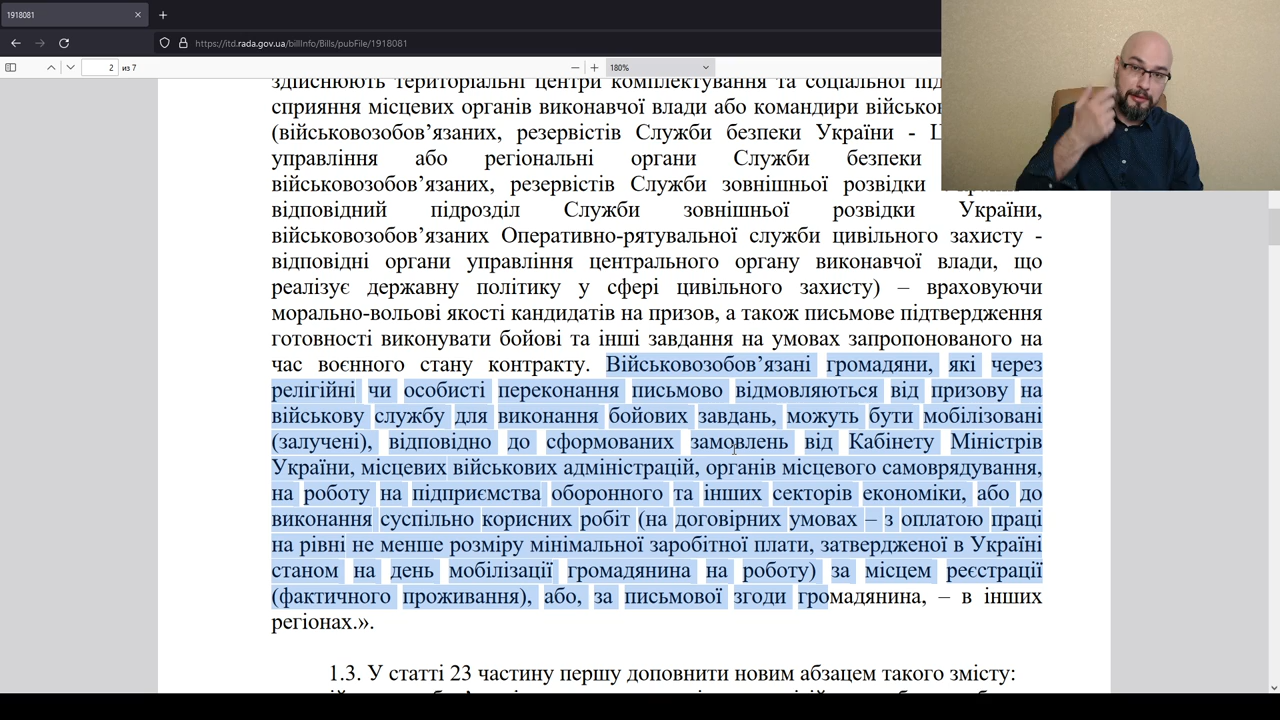 1918081
https://itd.rada.gov.ua/billInfo/Bills/pubFile/1918081
2 из 7
180%
здійснюють територіальні центри комплектування та соціальної
сприяння місцевих органів виконавчої влади або командири
(військовозобов’язаних, резервістів Служби безпеки України -
управління або регіональні органи Служби безпеки
військовозобов’язаних, резервістів Служби зовнішньої розвідки
відповідний підрозділ Служби зовнішньої розвідки України,
військовозобов’язаних Оперативно-рятувальної служби цивільного захисту -
відповідні органи управління центрального органу виконавчої влади, що
реалізує державну політику у сфері цивільного захисту) – враховуючи
морально-вольові якості кандидатів на призов, а також письмове підтвердження
готовності виконувати бойові та інші завдання на умовах запропонованого на
час воєнного стану контракту. Військовозобов’язані громадяни, які через
релігійні чи особисті переконання письмово відмовляються від призову на
військову службу для виконання бойових завдань, можуть бути мобілізовані
(залучені), відповідно до сформованих замовлень від Кабінету Міністрів
України, місцевих військових адміністрацій, органів місцевого самоврядування,
на роботу на підприємства оборонного та інших секторів економіки, або до
виконання суспільно корисних робіт (на договірних умовах – з оплатою праці
на рівні не менше розміру мінімальної заробітної плати, затвердженої в Україні
станом на день мобілізації громадянина на роботу) за місцем реєстрації
(фактичного проживання), або, за письмової згоди громадянина, – в інших
регіонах.».
1.3. У статті 23 частину першу доповнити новим абзацем такого змісту: